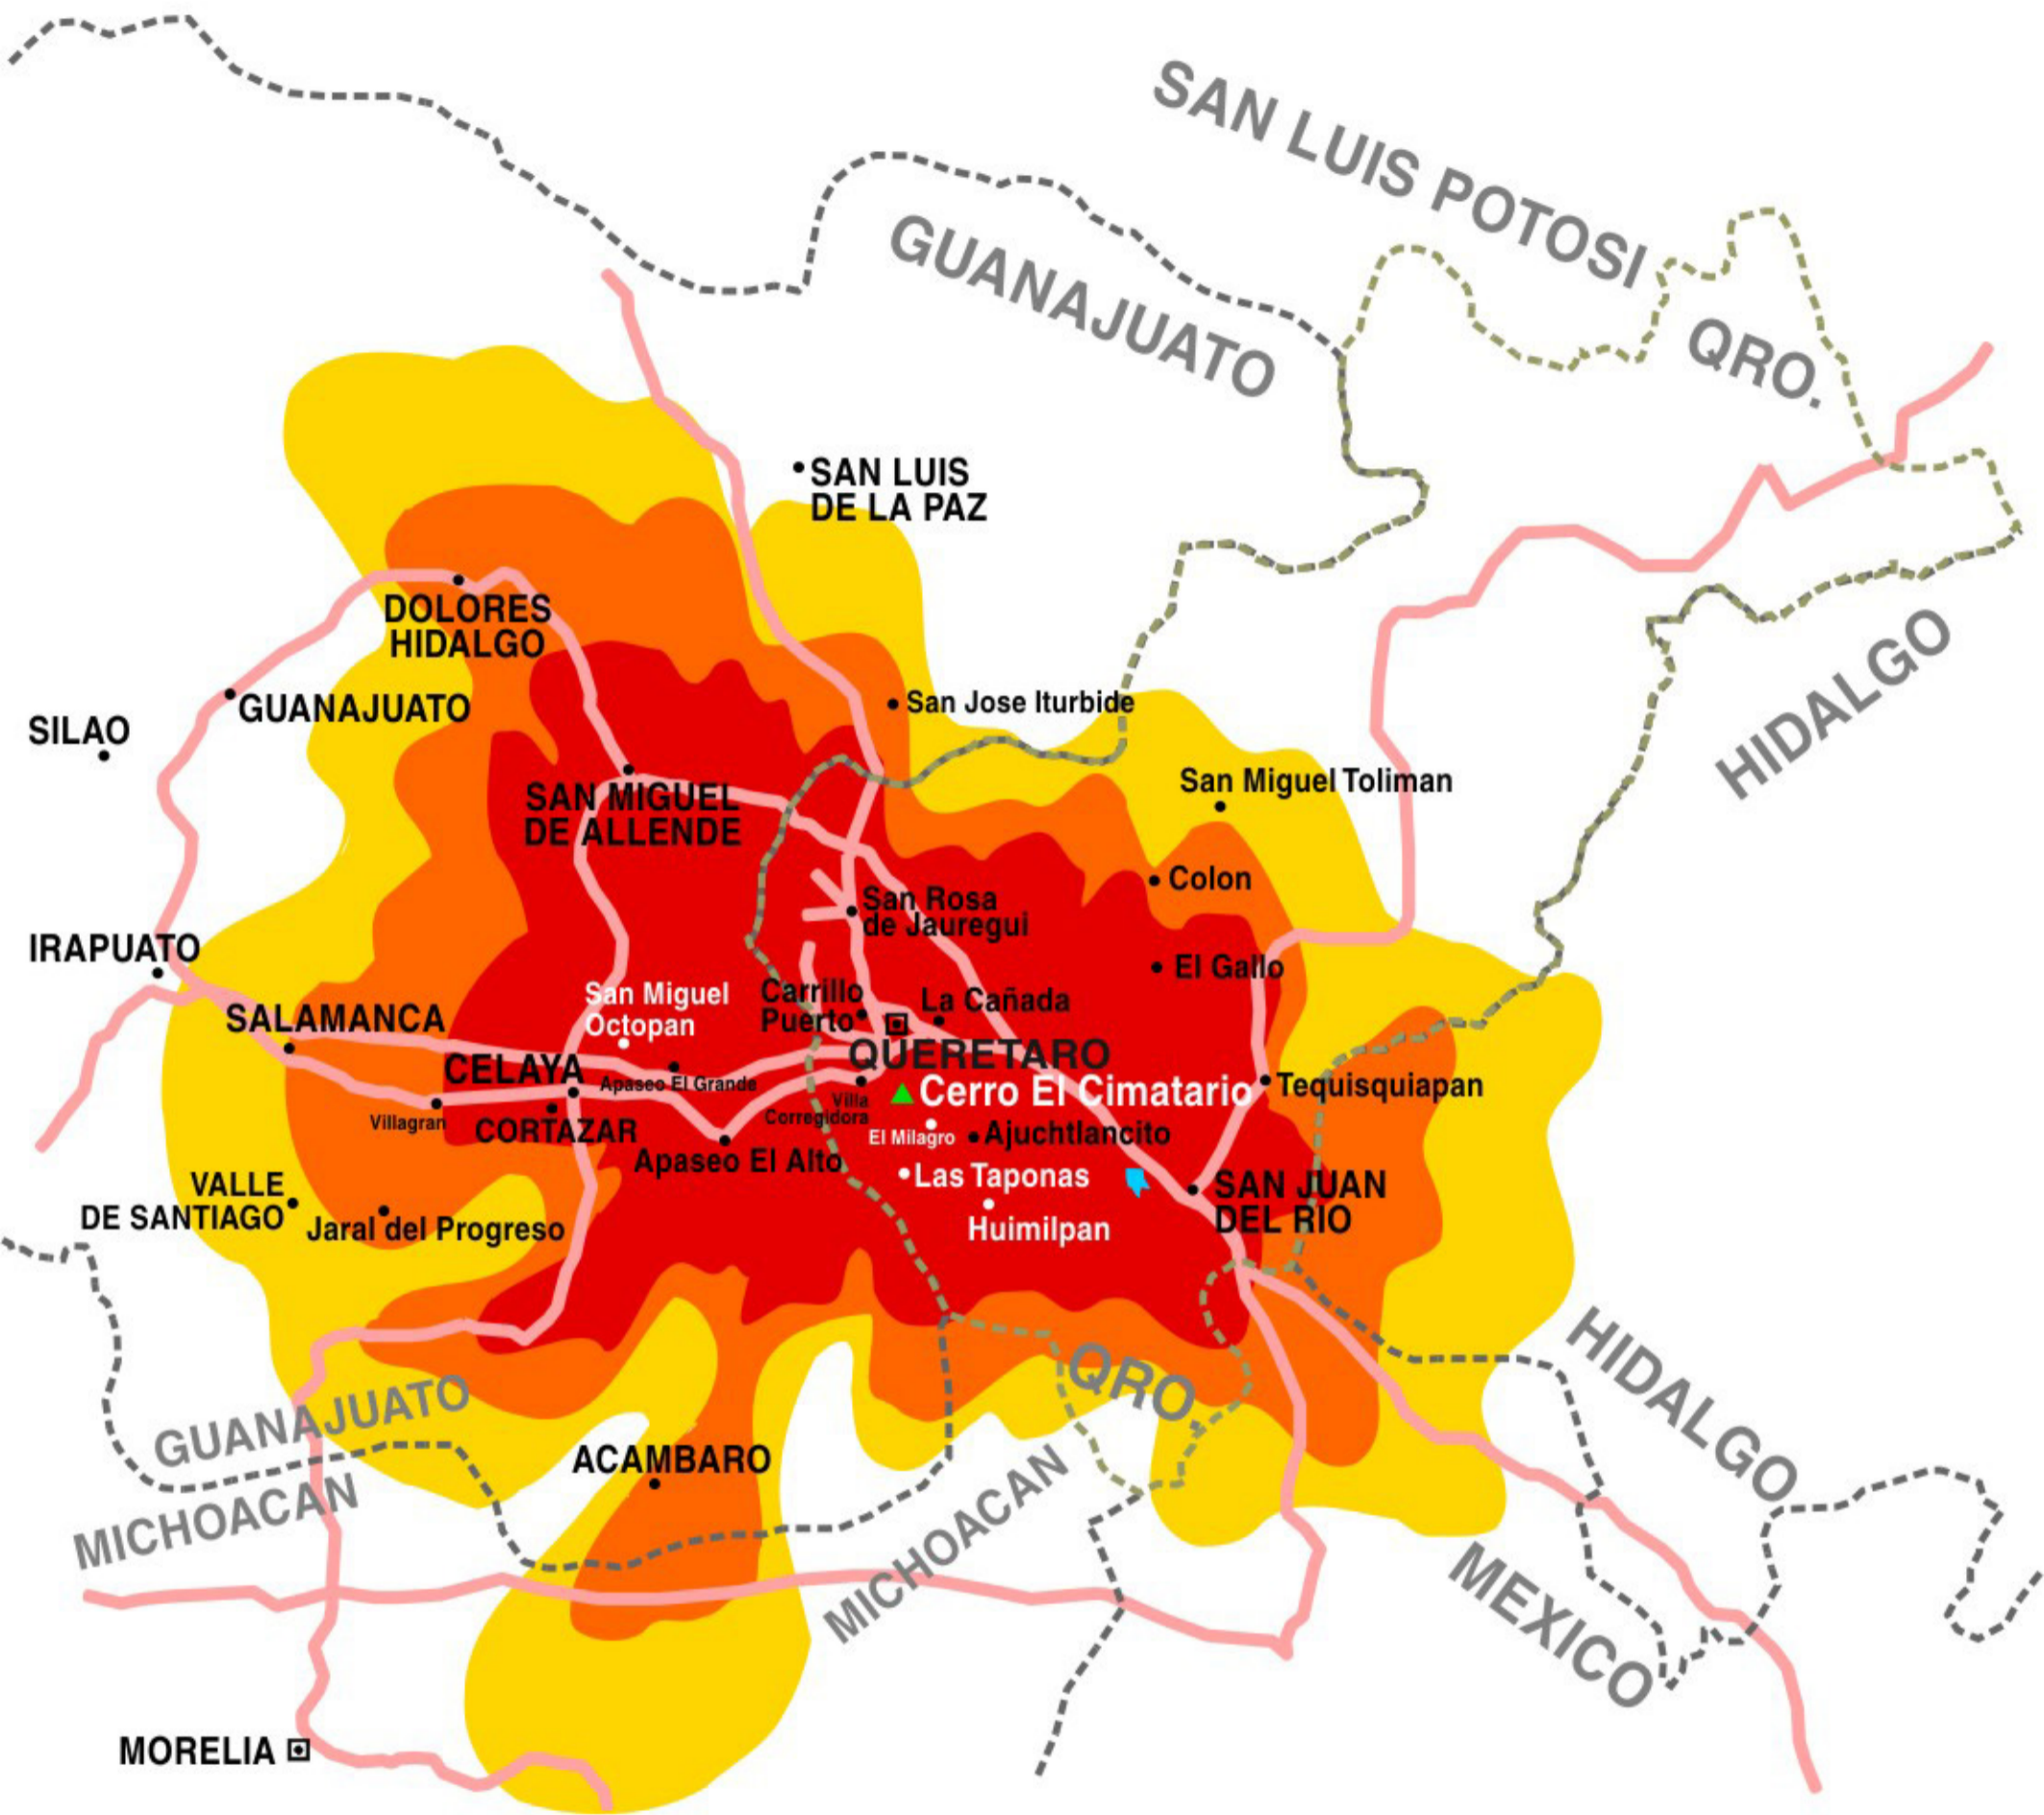 SAN LUIS POTOSI
GUANAJUATO
QRO.
SAN LUIS
DE LA PAZ
DOLORES
HIDALGO
GUANAJUATO
San Jose Iturbide
HIDALGO
SILAO
San Miguel Toliman
SAN MIGUEL
DE ALLENDE
Colon
San Rosa
de Jauregui
IRAPUATO
El Gallo
San Miguel
Octopan
Carrillo
Puerto
La Cañada
SALAMANCA
QUERETARO
CELAYA
Apaseo El Grande
Cerro El Cimatario
Tequisquiapan
Villa
Corregidora
Villagran
CORTAZAR
El Milagro
Ajuchtlancito
Apaseo El Alto
Las Taponas
VALLE
DE SANTIAGO
SAN JUAN
DEL RIO
Jaral del Progreso
Huimilpan
HIDALGO
QRO.
GUANAJUATO
ACAMBARO
MICHOACAN
MICHOACAN
MEXICO
MORELIA